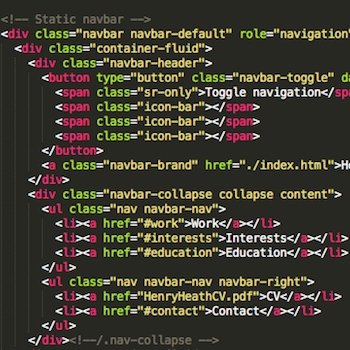 <!-- Static navbar -->
<div class="navbar navbar-default" role="navigation"
<div class="container-fluid">
<div class="navbar-header">
<button type="button" class="navbar-toggle"
<span class="sr-only">Toggle navigation</
<span class="icon-bar"></span>
<span class="icon-bar"></span>
<span class="icon-bar"></span>
</button>
<a class="navbar-brand" href="./index.html">
</div>
<div class="navbar-collapse collapse content">
<ul class="nav navbar-nav">
<li><a href="#work">Work</a></li>
<li><a href="#interests">Interests</a></li>
<li><a href="#education">Education</a></li>
</ul>
<ul class="nav navbar-nav navbar-right">
<li><a href="HenryHeathCV.pdf">CV</a></li>
<li><a href="#contact">Contact</a></li>
</ul>
</div><!--/.nav-collapse -->